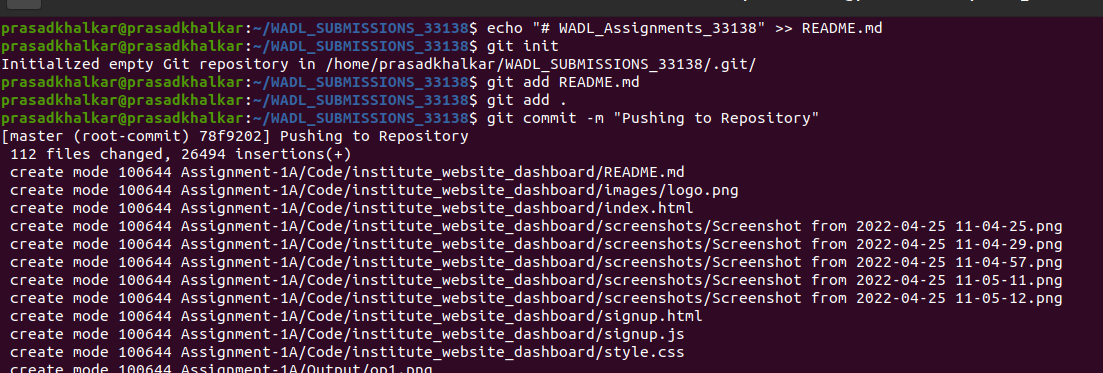 prasadkhalkar@prasadkhalkar:~/WADL_SUBMISSIONS_33138$ echo "# WADL_Assignments_33138" >> README.md
prasadkhalkar@prasadkhalkar:~/WADL_SUBMISSIONS_33138$ git init
Initialized empty Git repository in /home/prasadkhalkar/WADL_SUBMISSIONS_33138/.git/
prasadkhalkar@prasadkhalkar:~/WADL_SUBMISSIONS_33138$ git add README.md
prasadkhalkar@prasadkhalkar:~/WADL_SUBMISSIONS_33138$ git add .
prasadkhalkar@prasadkhalkar:~/WADL_SUBMISSIONS_33138$ git commit -m "Pushing to Repository"
[master (root-commit) 78f9202] Pushing to Repository
 112 files changed, 26494 insertions(+)
 create mode 100644 Assignment-1A/Code/institute_website_dashboard/README.md
 create mode 100644 Assignment-1A/Code/institute_website_dashboard/images/logo.png
 create mode 100644 Assignment-1A/Code/institute_website_dashboard/index.html
 create mode 100644 Assignment-1A/Code/institute_website_dashboard/screenshots/Screenshot from 2022-04-25 11-04-25.png
 create mode 100644 Assignment-1A/Code/institute_website_dashboard/screenshots/Screenshot from 2022-04-25 11-04-29.png
 create mode 100644 Assignment-1A/Code/institute_website_dashboard/screenshots/Screenshot from 2022-04-25 11-04-57.png
 create mode 100644 Assignment-1A/Code/institute_website_dashboard/screenshots/Screenshot from 2022-04-25 11-05-11.png
 create mode 100644 Assignment-1A/Code/institute_website_dashboard/screenshots/Screenshot from 2022-04-25 11-05-12.png
 create mode 100644 Assignment-1A/Code/institute_website_dashboard/signup.html
 create mode 100644 Assignment-1A/Code/institute_website_dashboard/signup.js
 create mode 100644 Assignment-1A/Code/institute_website_dashboard/style.css
 create mode 100644 Assignment-1A/Output/op1.png